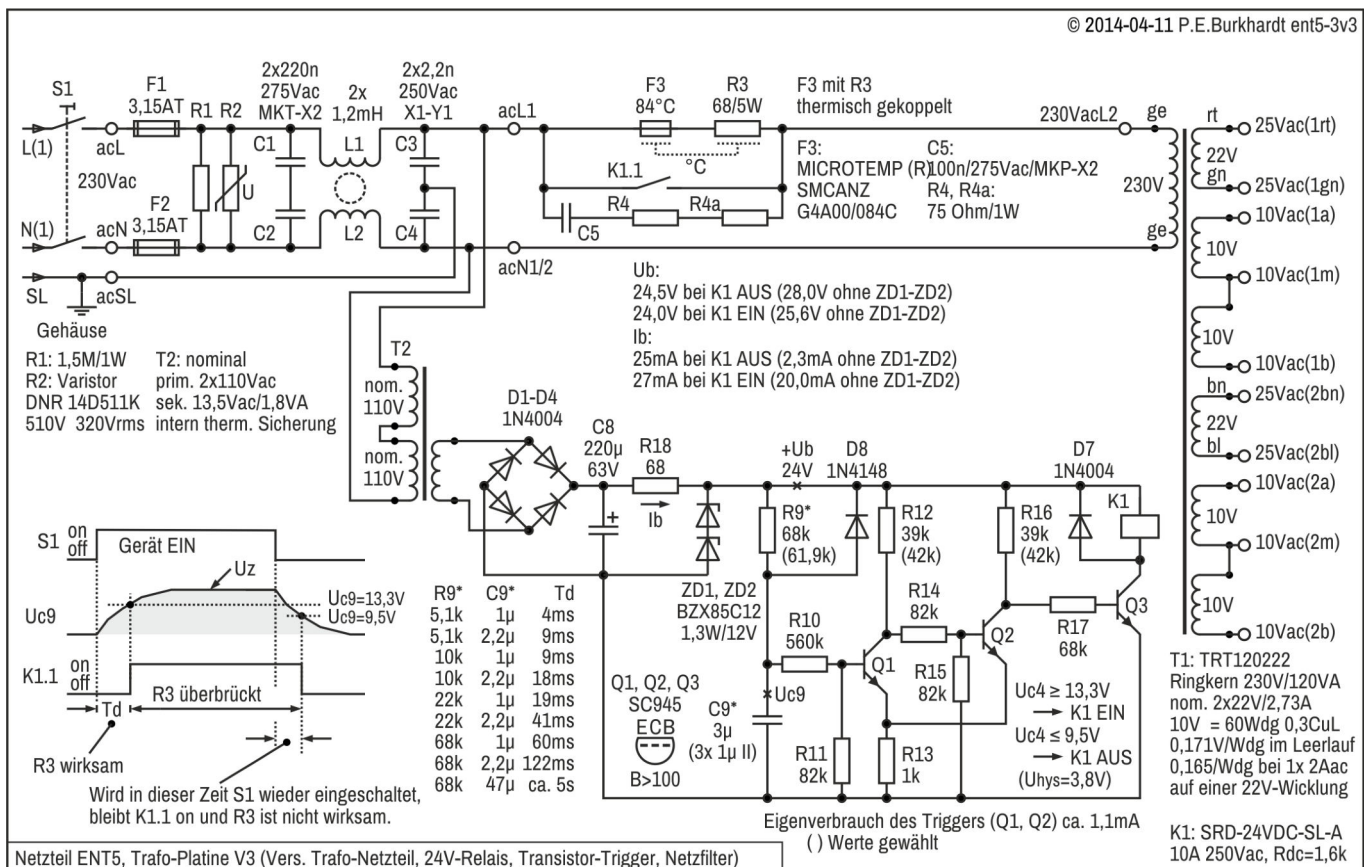 © 2014-04-11 P.E.Burkhardt ent5-3v3
S1
F1
3,15AT
R1 R2
2x220n
275Vac
MKT-X2
2x
1,2mH
2x2,2n
250Vac
X1-Y1
acL1
F3
84°C
R3
68/5W
F3 mit R3
thermisch gekoppelt
230VacL2
ge
rt
25Vac(1rt)
L(1)
acL
C1
L1
C3
°C
K1.1
F3:
MICROTEMP (R)
SMCANZ
G4A00/084C
C5:
100n/275Vac/MKP-X2
R4, R4a:
75 Ohm/1W
22V
gn
25Vac(1gn)
230Vac
U
230V
F2
3,15AT
R4
R4a
10Vac(1a)
N(1)
acN
C2
L2
C4
C5
ge
10V
acN1/2
10Vac(1m)
SL
acSL
Gehäuse
Ub:
24,5V bei K1 AUS (28,0V ohne ZD1-ZD2)
24,0V bei K1 EIN (25,6V ohne ZD1-ZD2)
Ib:
25mA bei K1 AUS (2,3mA ohne ZD1-ZD2)
27mA bei K1 EIN (20,0mA ohne ZD1-ZD2)
10V
10Vac(1b)
R1: 1,5M/1W
R2: Varistor
DNR 14D511K
510V 320Vrms
T2: nominal
prim. 2x110Vac
sek. 13,5Vac/1,8VA
intern therm. Sicherung
T2
nom.
110V
nom.
110V
D1-D4
1N4004
C8
220µ
63V
+
R18
68
Ib
+Ub
24V
D8
1N4148
D7
1N4004
K1
bn
25Vac(2bn)
22V
bl
25Vac(2bl)
10Vac(2a)
10V
10Vac(2m)
10V
10Vac(2b)
R9*
68k
(61,9k)
R12
39k
(42k)
R16
39k
(42k)
S1
on
off
Gerät EIN
Uz
Uc9=13,3V
Uc9=9,5V
Uc9
K1.1
on
off
R3 überbrückt
Td
R3 wirksam
Wird in dieser Zeit S1 wieder eingeschaltet,
bleibt K1.1 on und R3 ist nicht wirksam.
R9* C9* Td
5,1k 1µ 4ms
5,1k 2,2µ 9ms
10k 1µ 9ms
10k 2,2µ 18ms
22k 1µ 19ms
22k 2,2µ 41ms
68k 1µ 60ms
68k 2,2µ 122ms
68k 47µ ca. 5s
ZD1, ZD2
BZX85C12
1,3W/12V
R10
560k
R14
82k
Q1
Q2
Q3
R17
68k
R15
82k
Q1, Q2, Q3
SC945
ECB
B>100
Uc9
C9*
3µ
(3x 1µ II)
R11
82k
R13
1k
Uc4 ≥ 13,3V
K1 EIN
Uc4 ≤ 9,5V
K1 AUS
(Uhys=3,8V)
Eigenverbrauch des Triggers (Q1, Q2) ca. 1,1mA
( ) Werte gewählt
T1: TRT120222
Ringkern 230V/120VA
nom. 2x22V/2,73A
10V = 60Wdg 0,3CuL
0,171V/Wdg im Leerlauf
0,165/Wdg bei 1x 2Aac
auf einer 22V-Wicklung
K1: SRD-24VDC-SL-A
10A 250Vac, Rdc=1,6k
Netzteil ENT5, Trafo-Platine V3 (Vers. Trafo-Netzteil, 24V-Relais, Transistor-Trigger, Netzfilter)